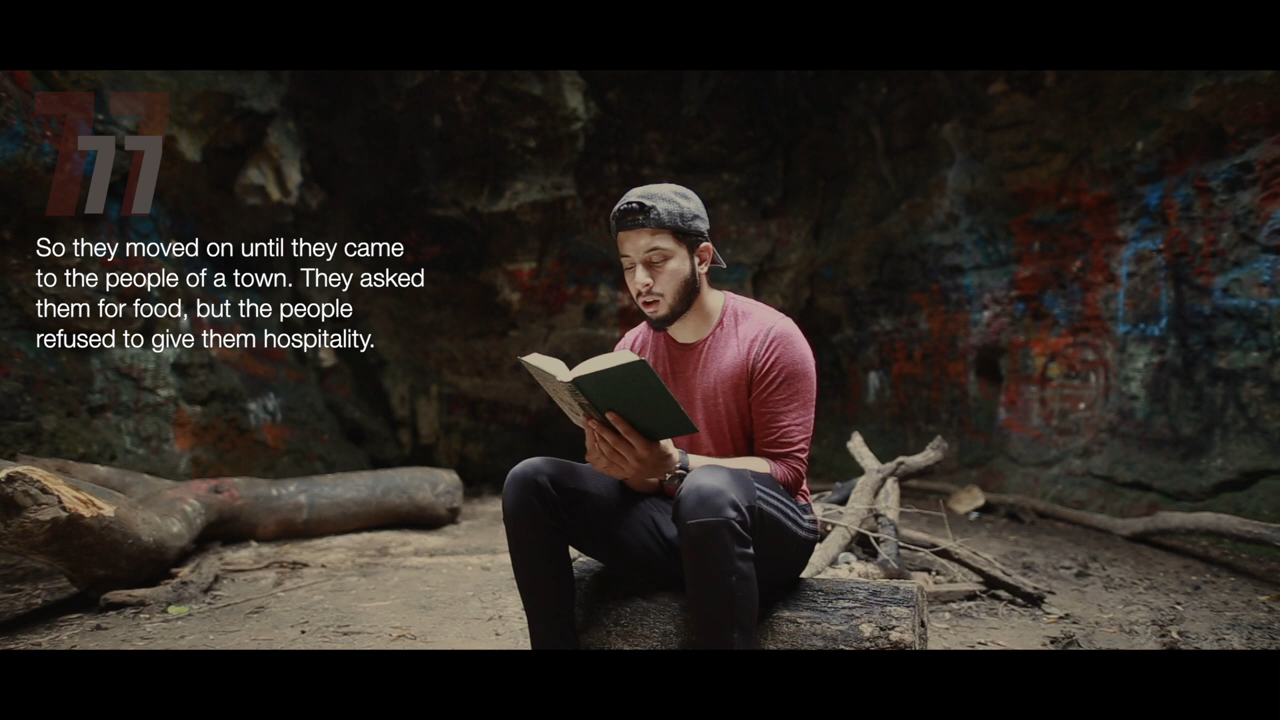 77
77
So they moved on until they came
to the people of a town. They asked
them for food, but the people
refused to give them hospitality.